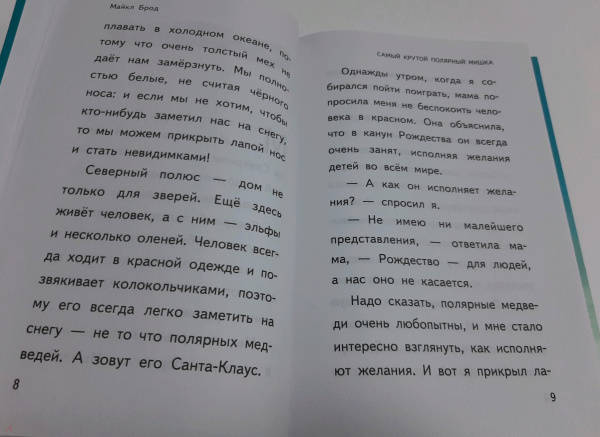 Майкл Брод
плавать в холодном океане, по-
тому что очень толстый мех не
даёт нам замёрзнуть. Мы полно-
стью белые, не считая чёрного
носа: и если мы не хотим, чтобы
кто-нибудь заметил нас на снегу,
то мы можем прикрыть лапой нос
и стать невидимками!
Северный полюс — дом не
только для зверей. Ещё здесь
живёт человек, а с ним — эльфы
и несколько оленей. Человек всег-
да ходит в красной одежде и по-
звякивает колокольчиками, поэто-
му его всегда легко заметить на
снегу — не то что полярных мед-
ведей. А зовут его Санта-Клаус.
8
САМЫЙ КРУТОЙ ПОЛЯРНЫЙ МИШКА
Однажды утром, когда я со-
бирался пойти поиграть, мама по-
просила меня не беспокоить чело-
века в красном. Она объяснила,
что в канун Рождества он всегда
очень занят, исполняя желания
детей во всём мире.
— А как он исполняет жела-
ния? — спросил я.
— Не имею ни малейшего
представления, — ответила ма-
ма, — Рождество — для людей,
а нас оно не касается.
Надо сказать, полярные медве-
ди очень любопытны, и мне стало
интересно взглянуть, как исполня-
ют желания. И вот я прикрыл ла-
9